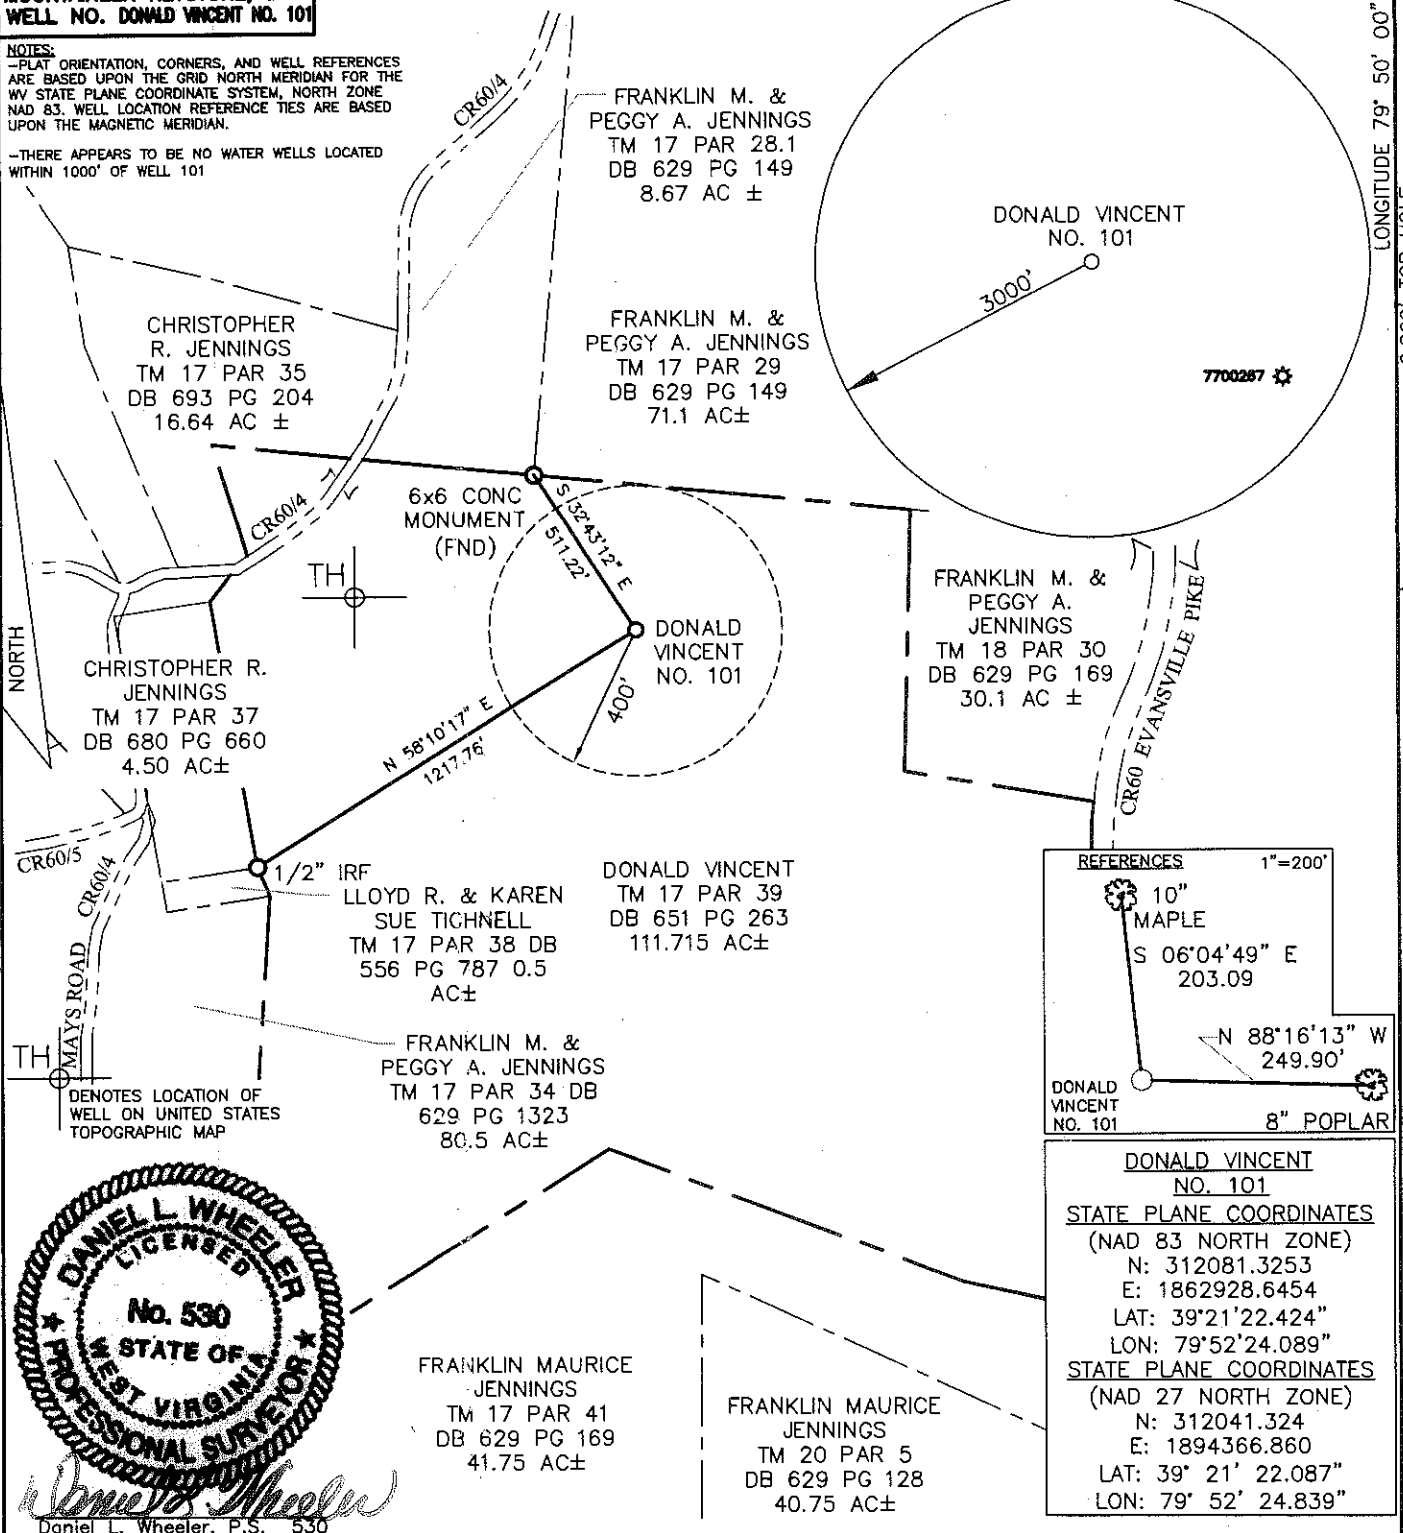 WELL NO. DONALD VINCENT NO. 101
NOTES:
-PLAT ORIENTATION, CORNERS, AND WELL REFERENCES
ARE BASED UPON THE GRID NORTH MERIDIAN FOR THE
WV STATE PLANE COORDINATE SYSTEM, NORTH ZONE
NAD 83. WELL LOCATION REFERENCE TIES ARE BASED
UPON THE MAGNETIC MERIDIAN.
-THERE APPEARS TO BE NO WATER WELLS LOCATED
WITHIN 1000' OF WELL 101
CR60/4
FRANKLIN M. &
PEGGY A. JENNINGS
TM 17 PAR 28.1
DB 629 PG 149
8.67 AC ±
DONALD VINCENT
NO. 101
3000'
7700287
LONGITUDE 79° 50' 00"
TOP HOLE
CHRISTOPHER
R. JENNINGS
TM 17 PAR 35
DB 693 PG 204
16.64 AC ±
FRANKLIN M. &
PEGGY A. JENNINGS
TM 17 PAR 29
DB 629 PG 149
71.1 AC±
6x6 CONC
MONUMENT
(FND)
S 32°43'12" E
511.22'
CR60/4
TH
DONALD
VINCENT
NO. 101
400'
FRANKLIN M. &
PEGGY A.
JENNINGS
TM 18 PAR 30
DB 629 PG 169
30.1 AC ±
CR60 EVANSVILLE PIKE
NORTH
CHRISTOPHER R.
JENNINGS
TM 17 PAR 37
DB 680 PG 660
4.50 AC±
N 58°10'17" E
1217.76'
CR60/5
CR60/4
MAYS ROAD
1/2" IRF
LLOYD R. & KAREN
SUE TICHNELL
TM 17 PAR 38 DB
556 PG 787 0.5
AC±
DONALD VINCENT
TM 17 PAR 39
DB 651 PG 263
111.715 AC±
REFERENCES
1"=200'
10"
MAPLE
S 06°04'49" E
203.09
N 88°16'13" W
249.90'
DONALD
VINCENT
NO. 101
8" POPLAR
FRANKLIN M. &
PEGGY A. JENNINGS
TM 17 PAR 34 DB
629 PG 1323
80.5 AC±
TH
DENOTES LOCATION OF
WELL ON UNITED STATES
TOPOGRAPHIC MAP
DANIEL L. WHEELER
LICENSED
No. 530
STATE OF
WEST VIRGINIA
PROFESSIONAL SURVEYOR
Daniel L. Wheeler
Daniel L. Wheeler, P.S. 530
FRANKLIN MAURICE
JENNINGS
TM 17 PAR 41
DB 629 PG 169
41.75 AC±
FRANKLIN MAURICE
JENNINGS
TM 20 PAR 5
DB 629 PG 128
40.75 AC±
DONALD VINCENT
NO. 101
STATE PLANE COORDINATES
(NAD 83 NORTH ZONE)
N: 312081.3253
E: 1862928.6454
LAT: 39°21'22.424"
LON: 79°52'24.089"
STATE PLANE COORDINATES
(NAD 27 NORTH ZONE)
N: 312041.324
E: 1894366.860
LAT: 39° 21' 22.087"
LON: 79° 52' 24.839"